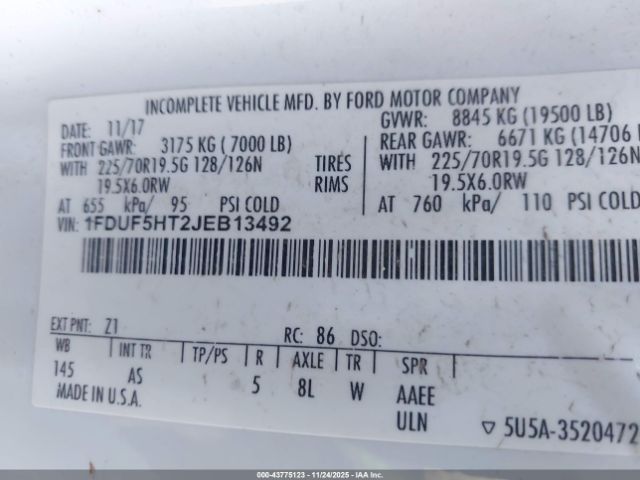 INCOMPLETE VEHICLE MFD. BY FORD MOTOR COMPANY
DATE: 11/17 GVWR: 8845 KG (19500 LB)
FRONT GAWR: 3175 KG ( 7000 LB) REAR GAWR: 6671 KG (14706 LB
WITH 225/70R19.5G 128/126N TIRES WITH 225/70R19.5G 128/126N
19.5X6.0RW RIMS 19.5X6.0RW
AT 655 kPa/ 95 PSI COLD AT 760 kPa/ 110 PSI COLD
VIN: 1FDUF5HT2JEB13492
EXT PNT: Z1 RC: 86 DSO:
WB INT TR TP/PS R AXLE TR SPR
145 AS 5 8L W AAEE
MADE IN U.S.A. ULN ▽ 5U5A-3520472
000-43775123 - 11/24/2025 - IAAI, Inc.